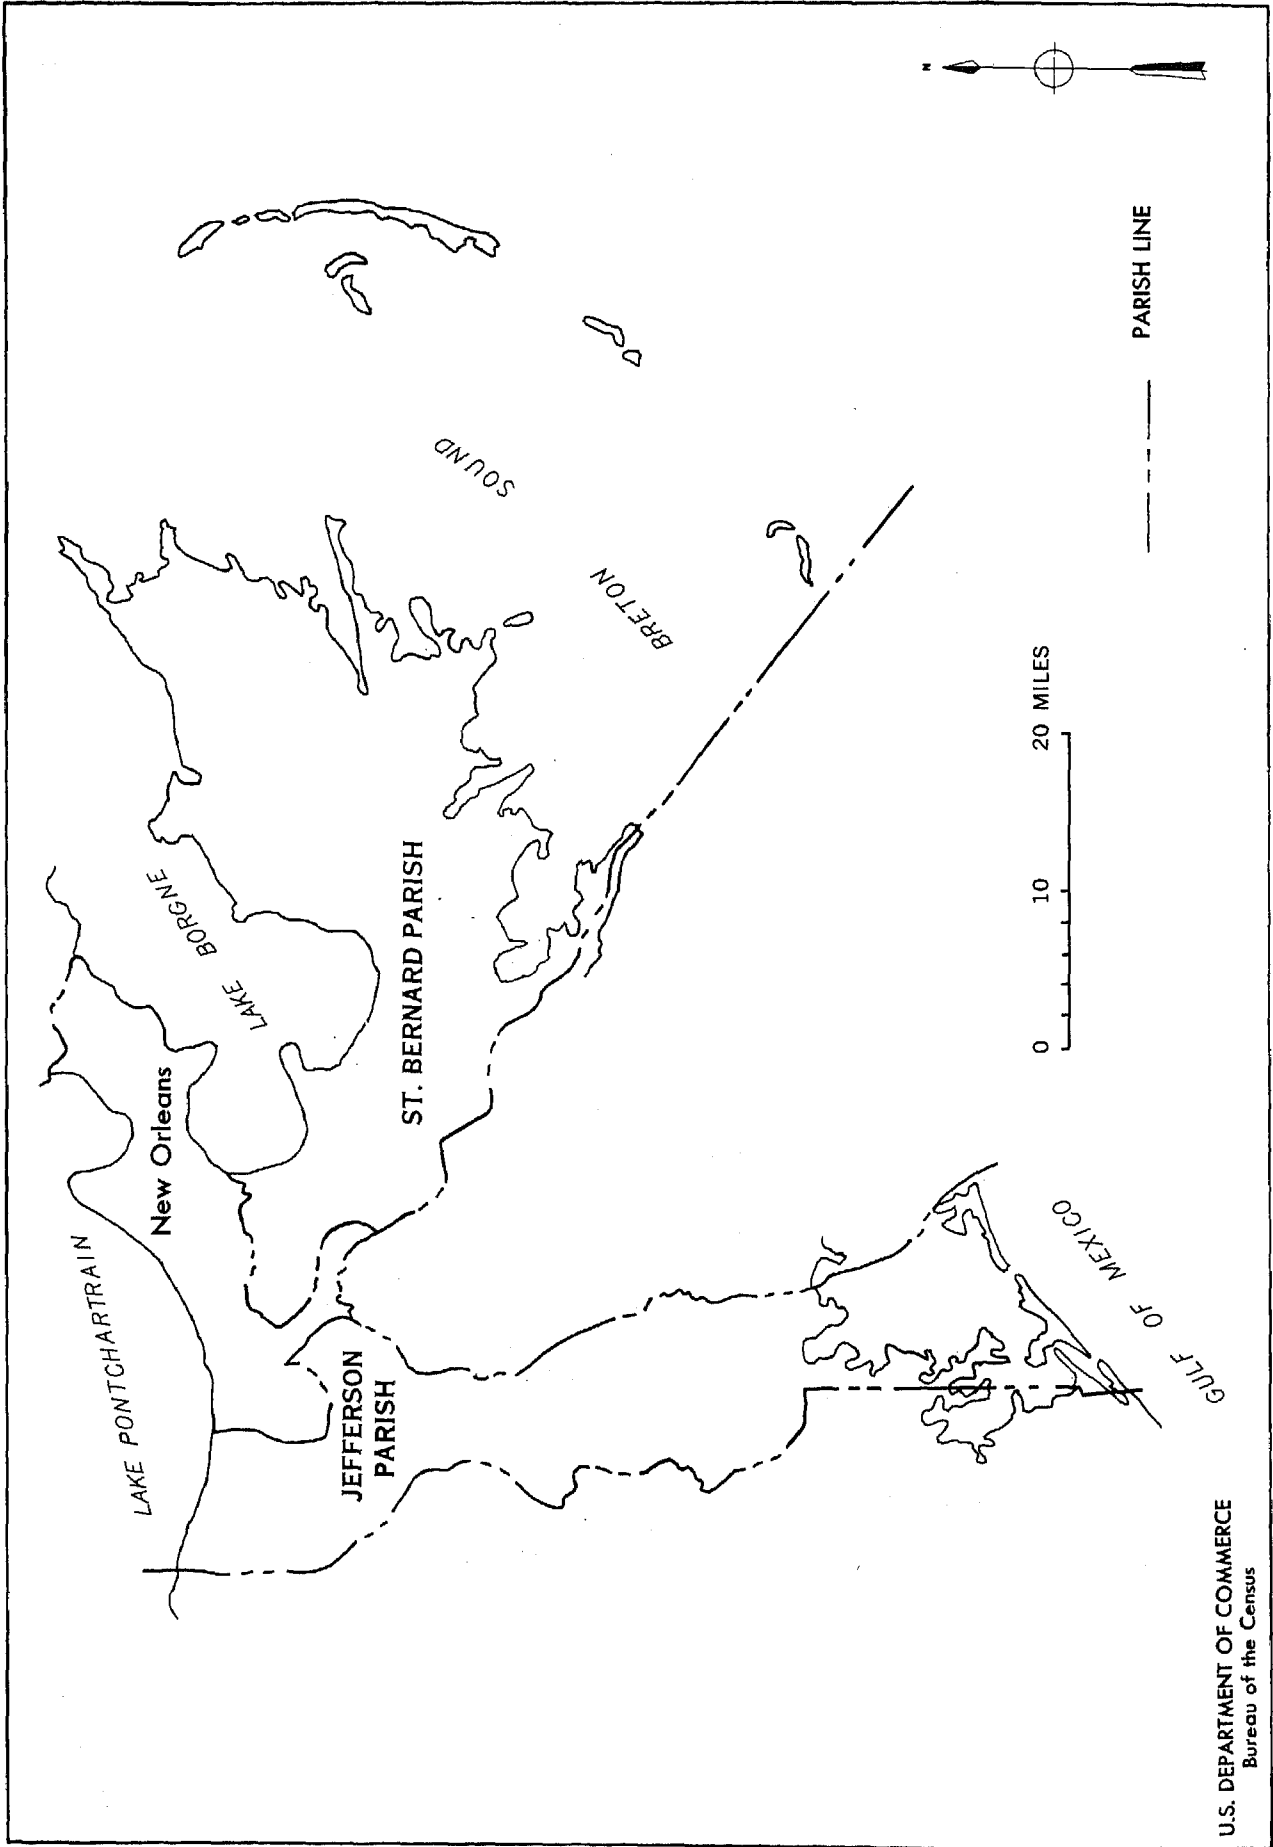 N
LAKE PONTCHARTRAIN
New Orleans
LAKE BORGNE
JEFFERSON
PARISH
ST. BERNARD PARISH
BRETON
SOUND
GULF OF MEXICO
0 10 20 MILES
PARISH LINE
U.S. DEPARTMENT OF COMMERCE
Bureau of the Census